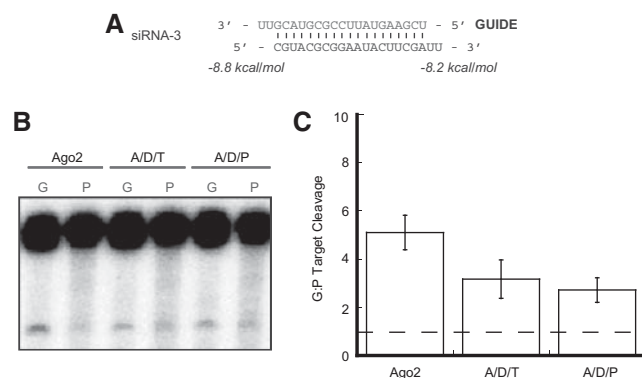 A
siRNA-3
3' - UUGCAUGCGCCUUAUGAAGCU - 5' GUIDE
5' - CGUACGCGGAAUACUUCGAUU - 3'
-8.8 kcal/mol -8.2 kcal/mol
B
Ago2 A/D/T A/D/P
G P G P G P
C
G:P Target Cleavage
10
8
6
4
2
0
Ago2 A/D/T A/D/P